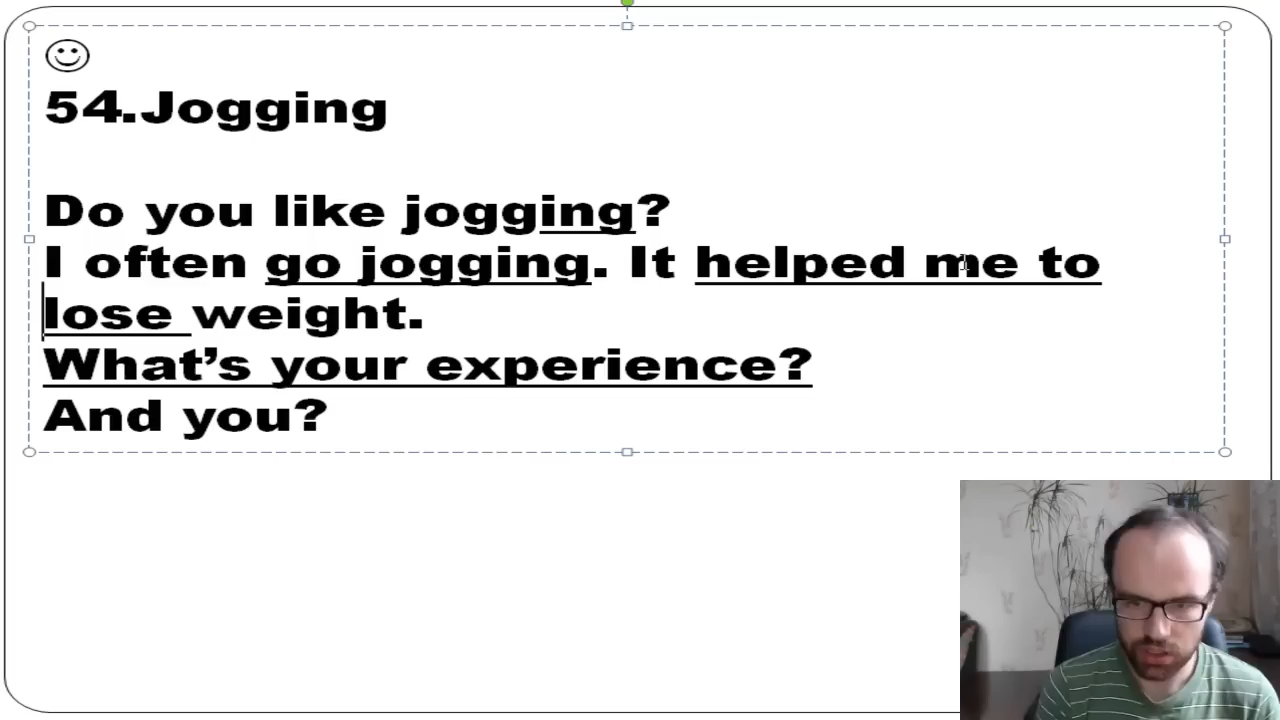 54.Jogging
Do you like jogging?
I often go jogging. It helped me to
lose weight.
What’s your experience?
And you?